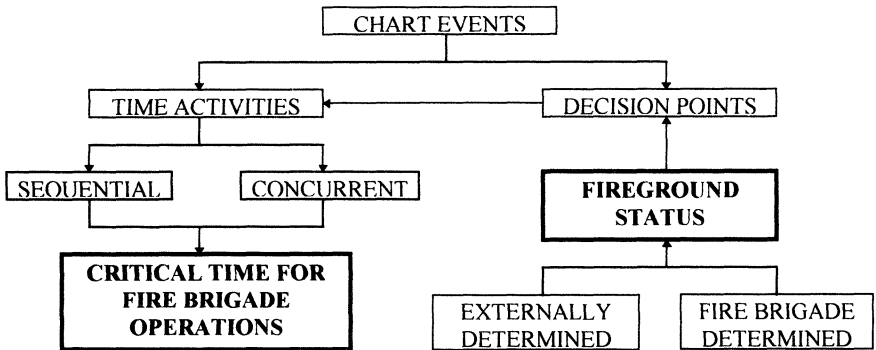 CHART EVENTS
TIME ACTIVITIES
DECISION POINTS
SEQUENTIAL
CONCURRENT
FIREGROUND
STATUS
CRITICAL TIME FOR
FIRE BRIGADE
OPERATIONS
EXTERNALLY
DETERMINED
FIRE BRIGADE
DETERMINED